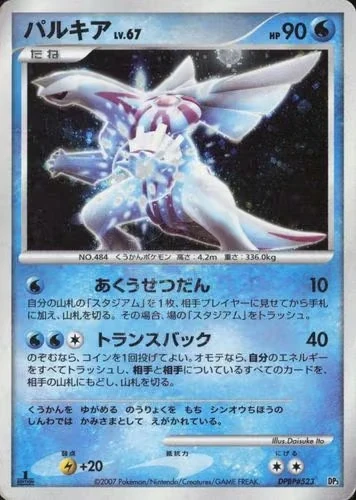 パルキア LV.67 HP 90
たね
NO.484 くうかんポケモン 高さ:4.2m 重さ:336.0kg
あくうせつだん 10
自分の山札の「スタジアム」を1枚、相手プレイヤーに見せてから手札
に加え、山札を切る。その場合、場の「スタジアム」をトラッシュ。
トランスバック 40
のぞむなら、コインを1回投げてよい。オモテなら、自分のエネルギー
をすべてトラッシュし、相手と相手についているすべてのカードを、
相手の山札にもどし、山札を切る。
くうかんを ゆがめる のうりょくを もち シンオウちほうの
しんわでは かみさまとして えがかれている。
Illus.Daisuke Ito
弱点 抵抗力 にげる
+20
1 EDITION ©2007 Pokémon/Nintendo/Creatures/GAME FREAK. DPBP#523 DP3